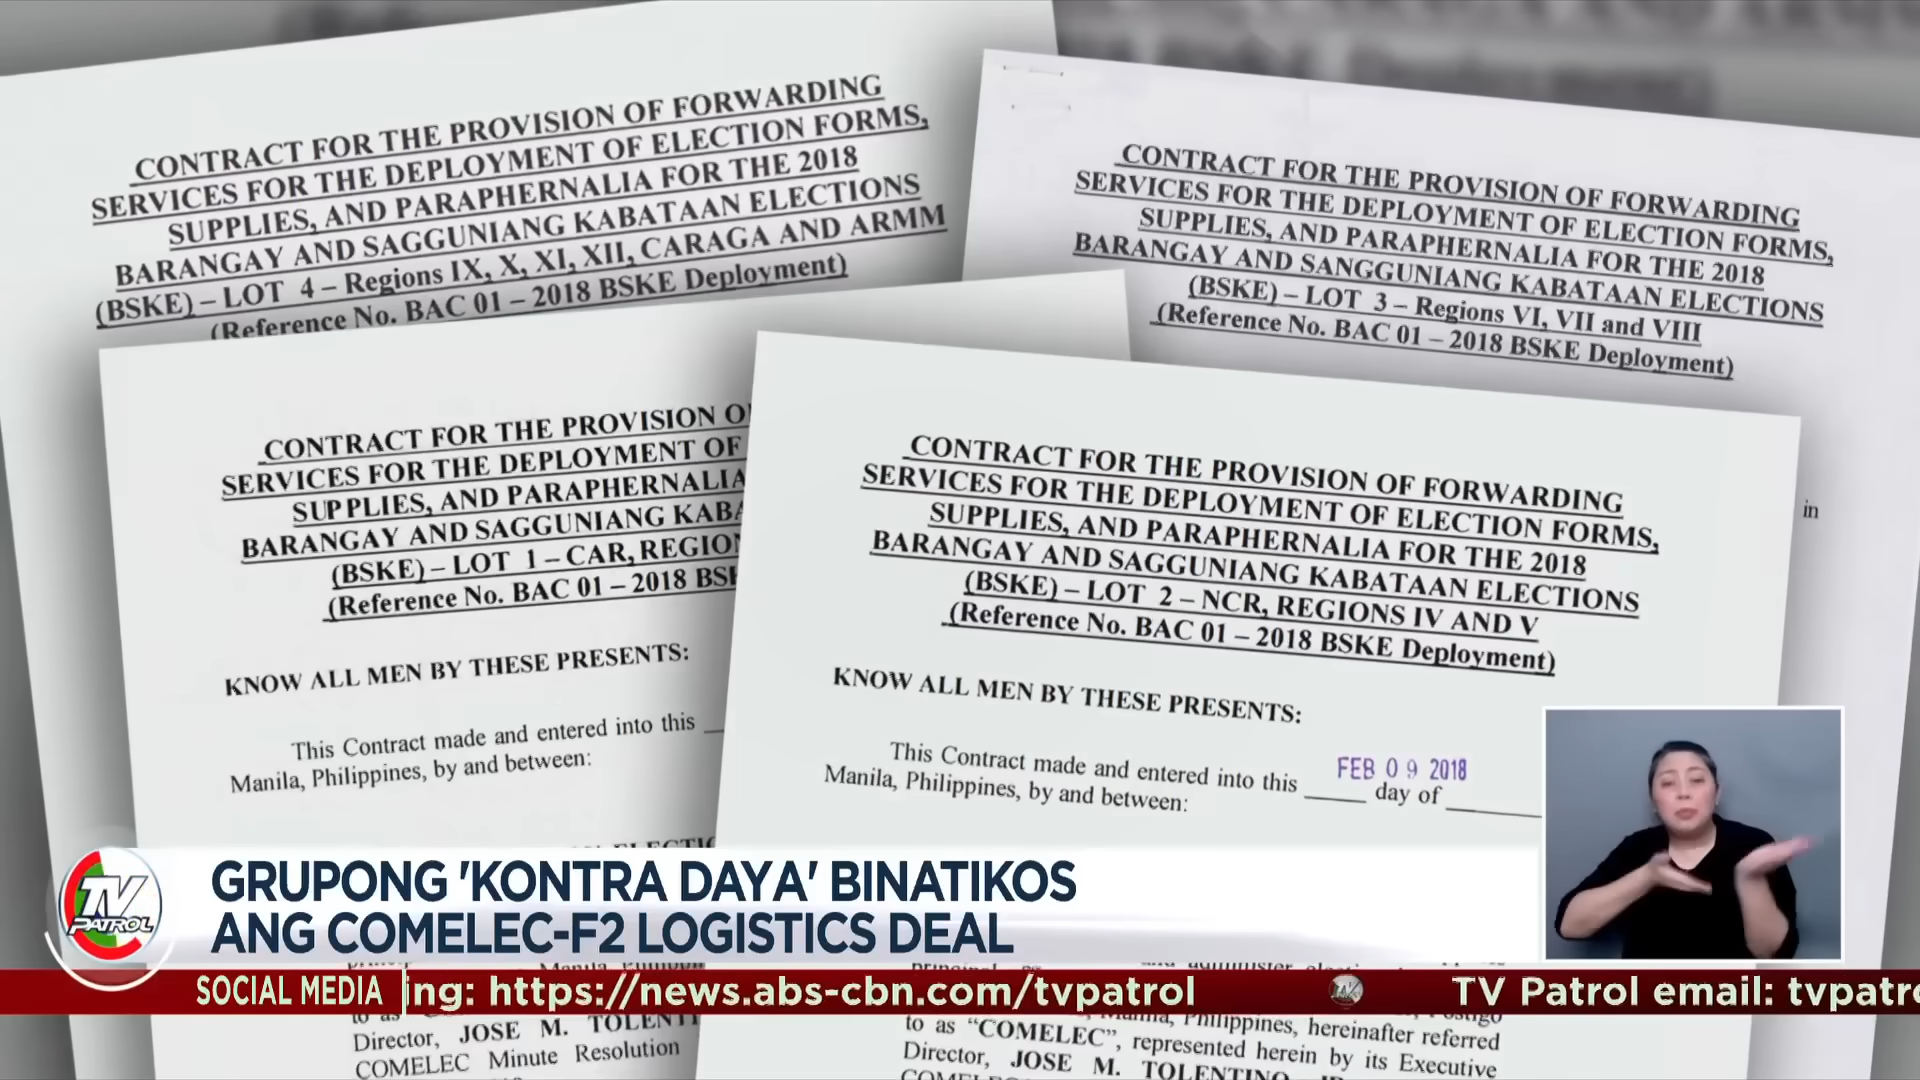 CONTRACT FOR THE PROVISION OF FORWARDING
SERVICES FOR THE DEPLOYMENT OF ELECTION FORMS,
SUPPLIES, AND PARAPHERNALIA FOR THE 2018
BARANGAY AND SAGGUNIANG KABATAAN ELECTIONS
(BSKE) – LOT 4 – Regions IX, X, XI, XII, CARAGA AND ARMM
(Reference No. BAC 01 – 2018 BSKE Deployment)
CONTRACT FOR THE PROVISION OF FORWARDING
SERVICES FOR THE DEPLOYMENT OF ELECTION FORMS,
SUPPLIES, AND PARAPHERNALIA FOR THE 2018
BARANGAY AND SANGGUNIANG KABATAAN ELECTIONS
(BSKE) – LOT 3 – Regions VI, VII and VIII
(Reference No. BAC 01 – 2018 BSKE Deployment)
in
CONTRACT FOR THE PROVISION
SERVICES FOR THE DEPLOYMENT OF
SUPPLIES, AND PARAPHERNALIA
BARANGAY AND SAGGUNIANG
(BSKE) – LOT 1 – CAR,
(Reference No. BAC 01 – 2018
KNOW ALL MEN BY THESE PRESENTS:
This Contract made and entered into this
Manila, Philippines, by and between:
CONTRACT FOR THE PROVISION OF FORWARDING
SERVICES FOR THE DEPLOYMENT OF ELECTION FORMS,
SUPPLIES, AND PARAPHERNALIA FOR THE 2018
BARANGAY AND SAGGUNIANG KABATAAN ELECTIONS
(BSKE) – LOT 2 – NCR, REGIONS IV AND V
(Reference No. BAC 01 – 2018 BSKE Deployment)
KNOW ALL MEN BY THESE PRESENTS:
FEB 09 2018
This Contract made and entered into this _____ day of ________
Manila, Philippines, by and between:
TV PATROL
GRUPONG 'KONTRA DAYA' BINATIKOS
ANG COMELEC-F2 LOGISTICS DEAL
SOCIAL MEDIA ing: https://news.abs-cbn.com/tvpatrol TV Patrol email: tvpatr
Director, JOSE M.
COMELEC Minute Resolution
Philippines, hereinafter referred
to as “COMELEC”, represented herein by its Executive
Director, JOSE M. TOLENTINO